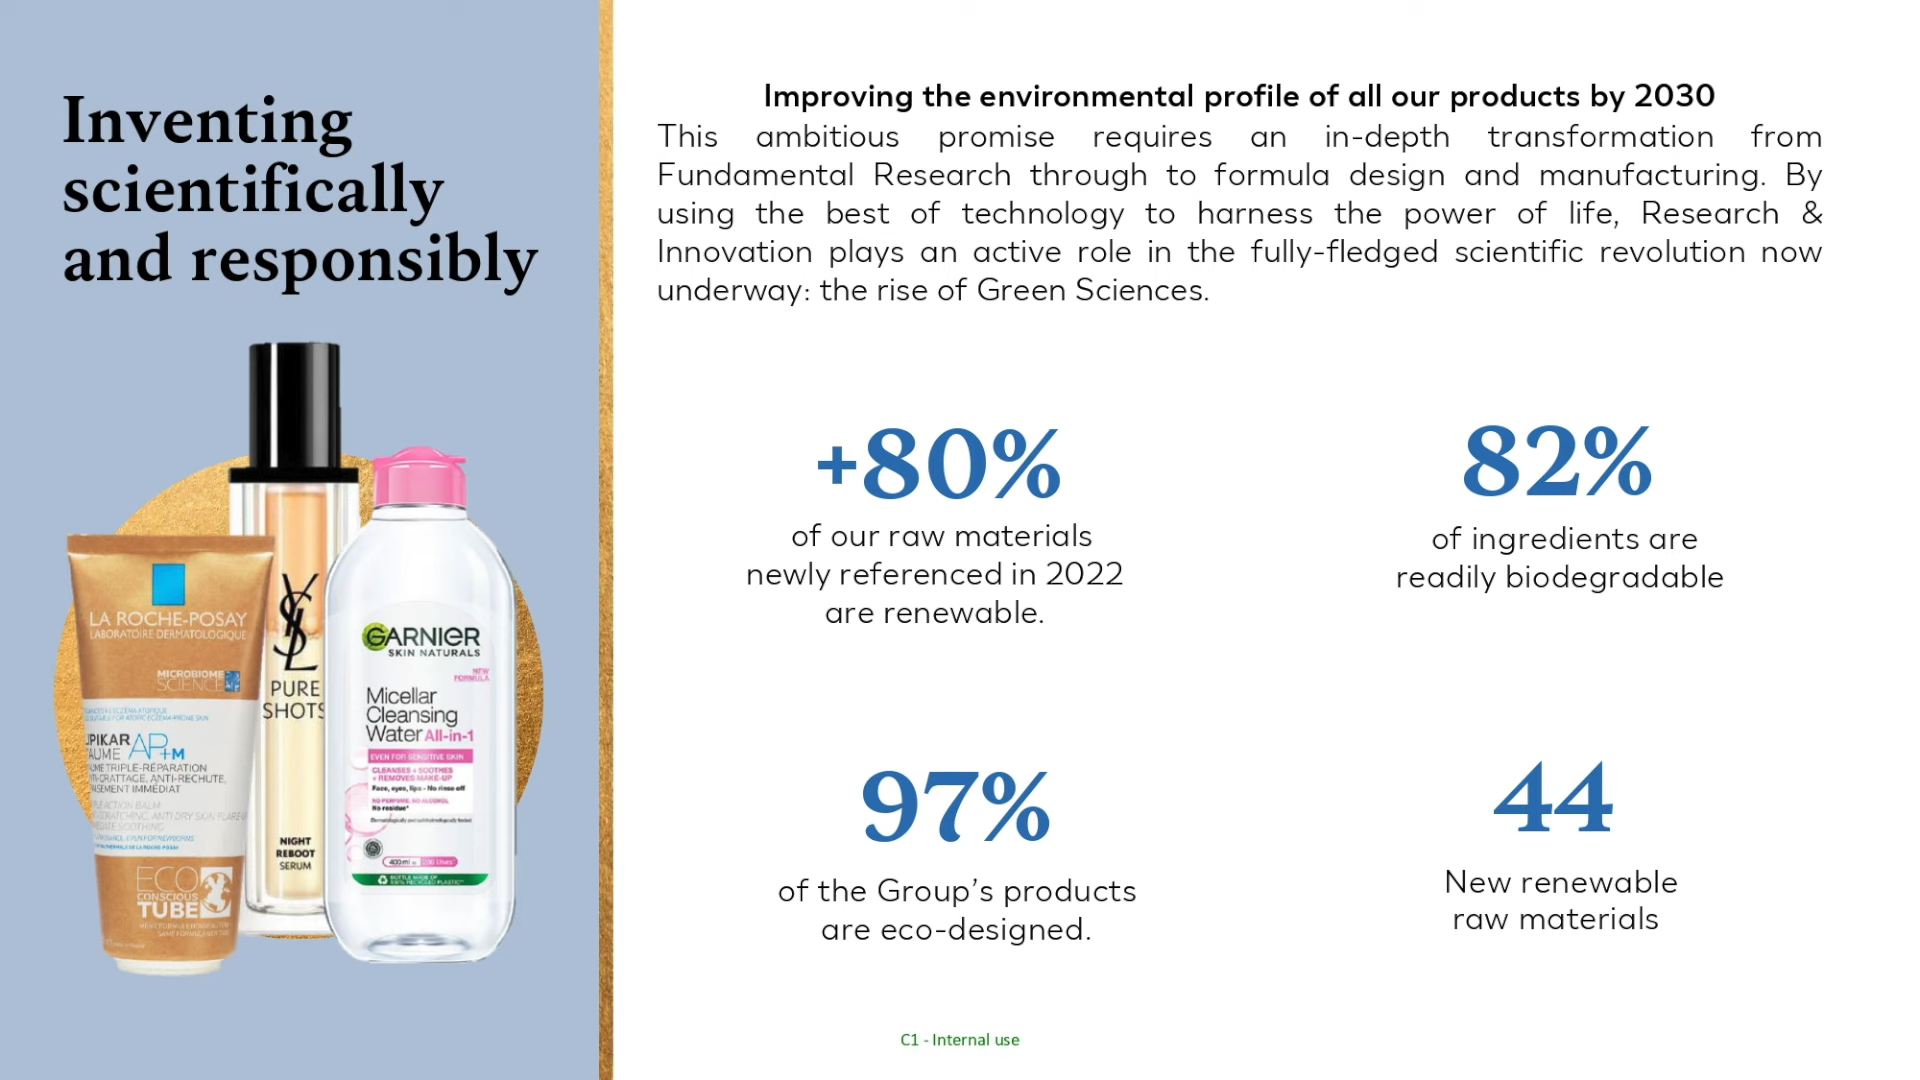 Inventing
scientifically
and responsibly
Improving the environmental profile of all our products by 2030
This ambitious promise requires an in-depth transformation from
Fundamental Research through to formula design and manufacturing. By
using the best of technology to harness the power of life, Research &
Innovation plays an active role in the fully-fledged scientific revolution now
underway: the rise of Green Sciences.
+80%
of our raw materials
newly referenced in 2022
are renewable.
82%
of ingredients are
readily biodegradable
97%
of the Group's products
are eco-designed.
44
New renewable
raw materials
LA ROCHE-POSAY
LABORATOIRE DERMATOLOGIQUE
MICROBIOME
SCIENCE
AP+M
ECO
CONSCIOUS
TUBE
YSL
PURE
SHOTS
NIGHT
REBOOT
SERUM
GARNIER
SKIN NATURALS
NEW
FORMULA
Micellar
Cleansing
Water All-in-1
EVEN FOR SENSITIVE SKIN
CLEANSES + SOOTHES
+ REMOVES MAKE-UP
Face, eyes, lips - No rinse off
NO PERFUME, NO ALCOHOL
No residue*
400ml
C1 - Internal use